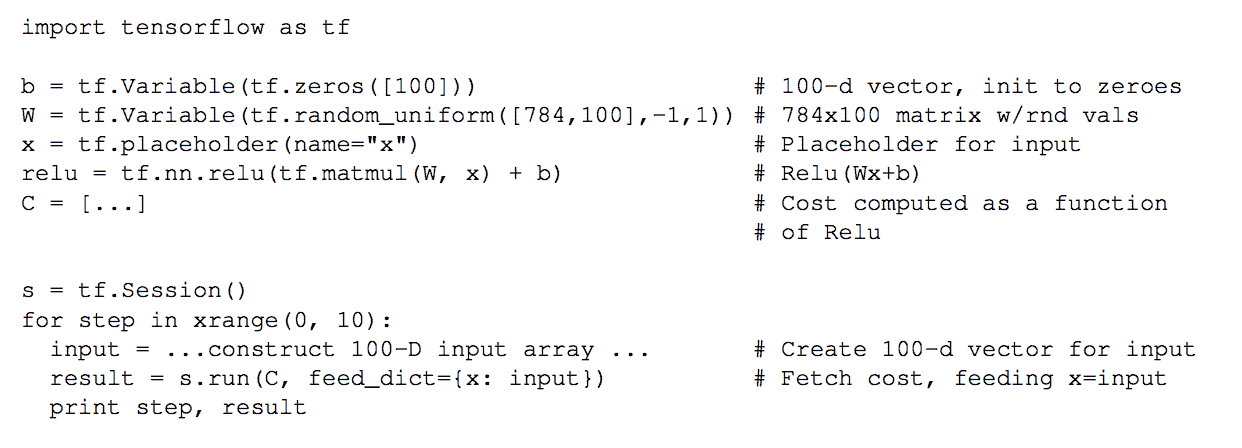 import tensorflow as tf
b = tf.Variable(tf.zeros([100])) # 100-d vector, init to zeroes
W = tf.Variable(tf.random_uniform([784,100],-1,1)) # 784x100 matrix w/rnd vals
x = tf.placeholder(name="x") # Placeholder for input
relu = tf.nn.relu(tf.matmul(W, x) + b) # Relu(Wx+b)
C = [...] # Cost computed as a function
# of Relu
s = tf.Session()
for step in xrange(0, 10):
  input = ...construct 100-D input array ... # Create 100-d vector for input
  result = s.run(C, feed_dict={x: input}) # Fetch cost, feeding x=input
  print step, result